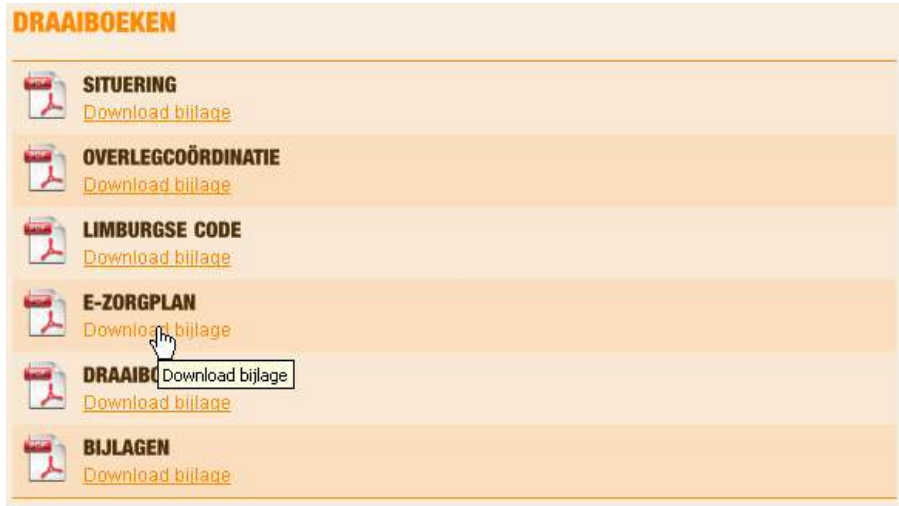 DRAAIBOEKEN
SITUERING
Download bijlage
OVERLEGCOÖRDINATIE
Download bijlage
LIMBURGSE CODE
Download bijlage
E-ZORGPLAN
Download bijlage
Download bijlage
Download bijlage
BIJLAGEN
Download bijlage